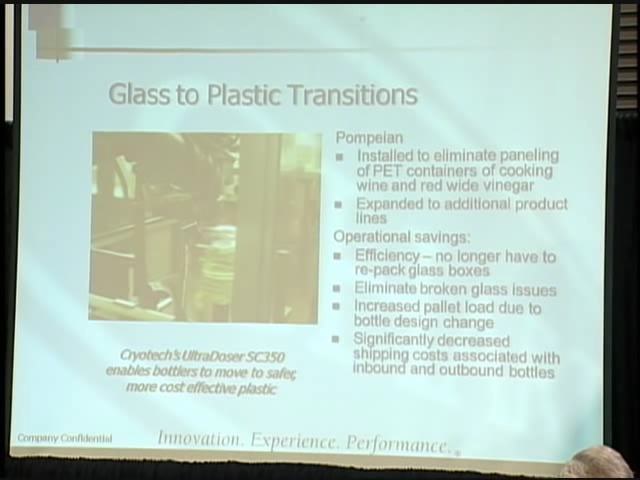 Glass to Plastic Transitions
Pompeian
Installed to eliminate paneling
of PET containers of cooking
wine and red wide vinegar
Expanded to additional product
lines
Operational savings:
Efficiency – no longer have to
re-pack glass boxes
Eliminate broken glass issues
Increased pallet load due to
bottle design change
Significantly decreased
shipping costs associated with
inbound and outbound bottles
Cryotech's UltraDoser SC350
enables bottlers to move to safer,
more cost effective plastic
Company Confidential
Innovation. Experience. Performance.®